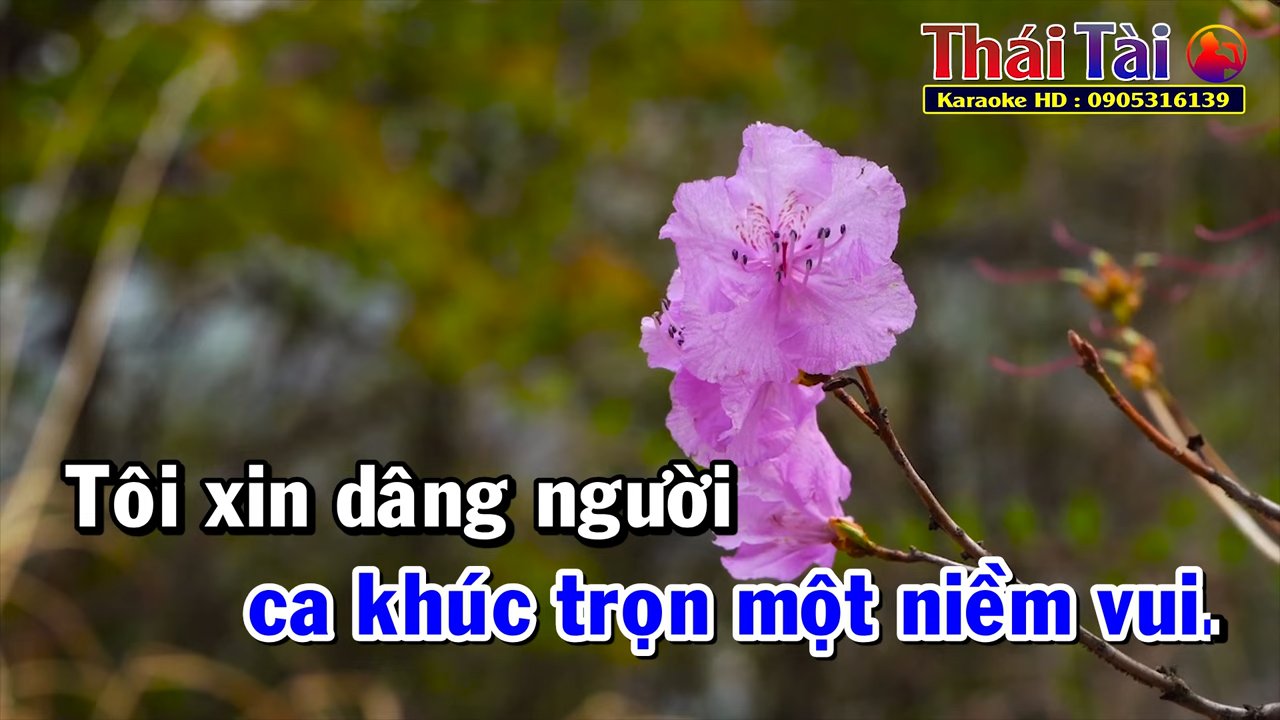 Thái Tài
Karaoke HD : 0905316139
Tôi xin dâng người
ca khúc trọn một niềm vui.